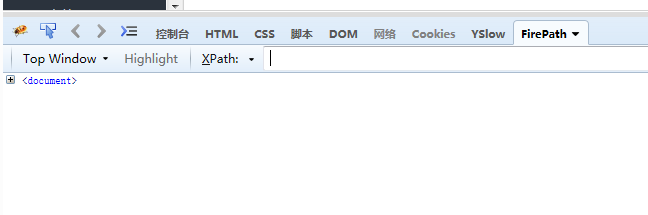 控制台 HTML CSS 脚本 DOM 网络 Cookies YSlow FirePath
Top Window Highlight XPath:
<document>